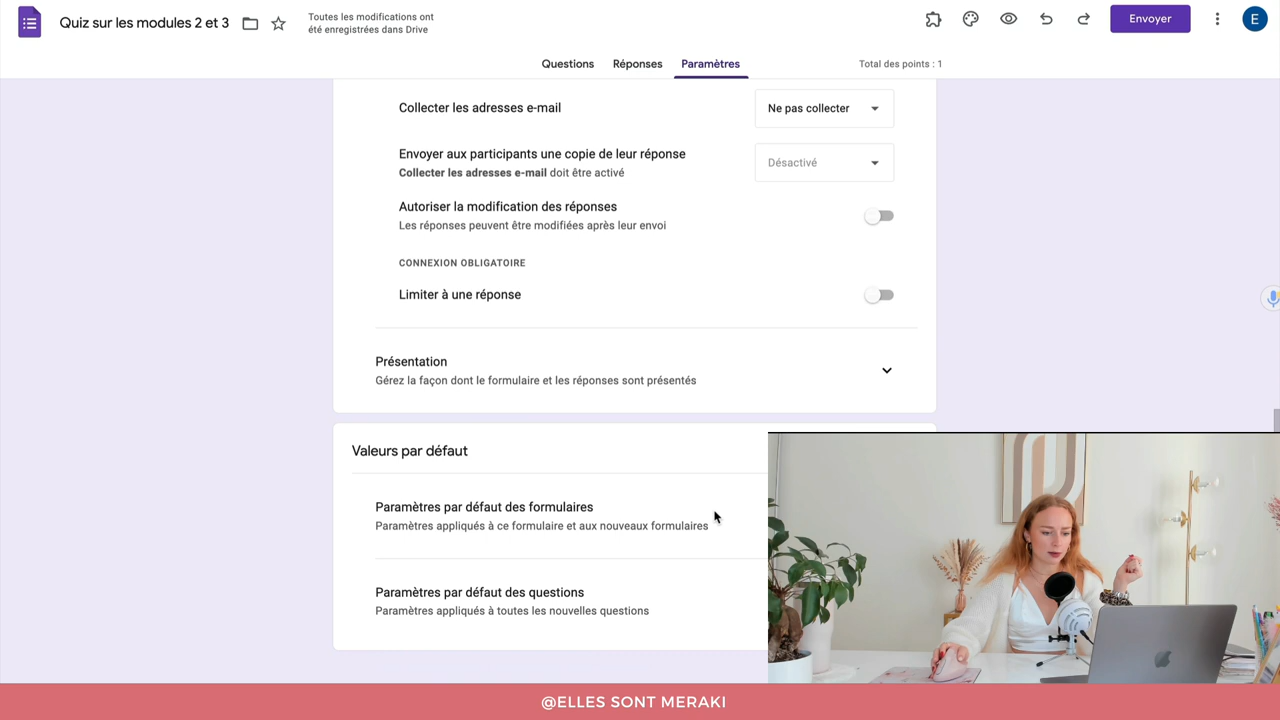 Quiz sur les modules 2 et 3
Toutes les modifications ont
été enregistrées dans Drive
Envoyer
E
Questions
Réponses
Paramètres
Total des points : 1
Collecter les adresses e-mail
Ne pas collecter
Envoyer aux participants une copie de leur réponse
Collecter les adresses e-mail doit être activé
Désactivé
Autoriser la modification des réponses
Les réponses peuvent être modifiées après leur envoi
CONNEXION OBLIGATOIRE
Limiter à une réponse
Présentation
Gérez la façon dont le formulaire et les réponses sont présentés
Valeurs par défaut
Paramètres par défaut des formulaires
Paramètres appliqués à ce formulaire et aux nouveaux formulaires
Paramètres par défaut des questions
Paramètres appliqués à toutes les nouvelles questions
@ELLES SONT MERAKI